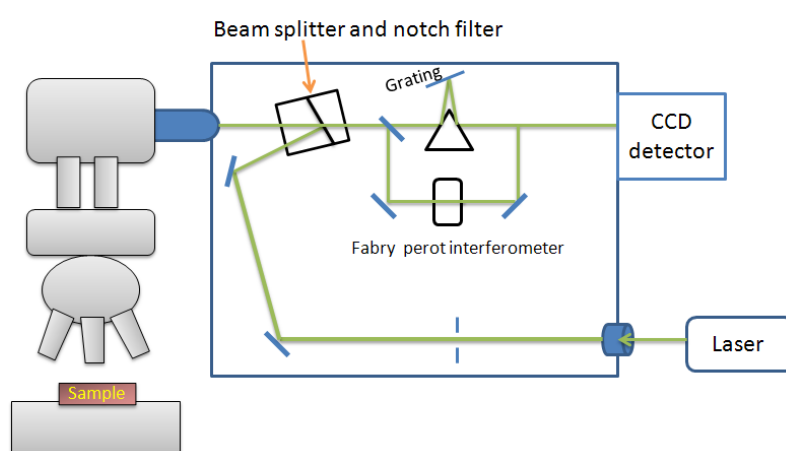 Beam splitter and notch filter
Grating
CCD
detector
Fabry perot interferometer
Laser
Sample